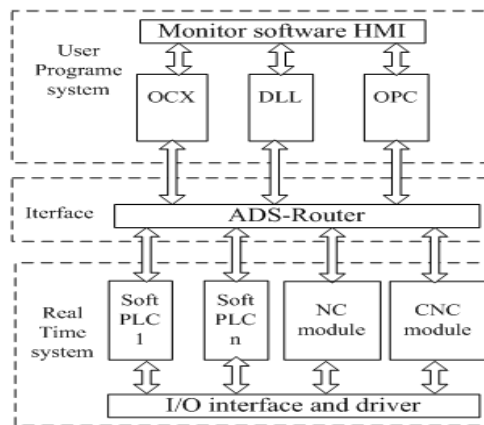 Monitor software HMI
User
Programe
system
OCX
DLL
OPC
Iterface
ADS-Router
Real
Time
system
Soft
PLC
1
Soft
PLC
n
NC
module
CNC
module
I/O interface and driver